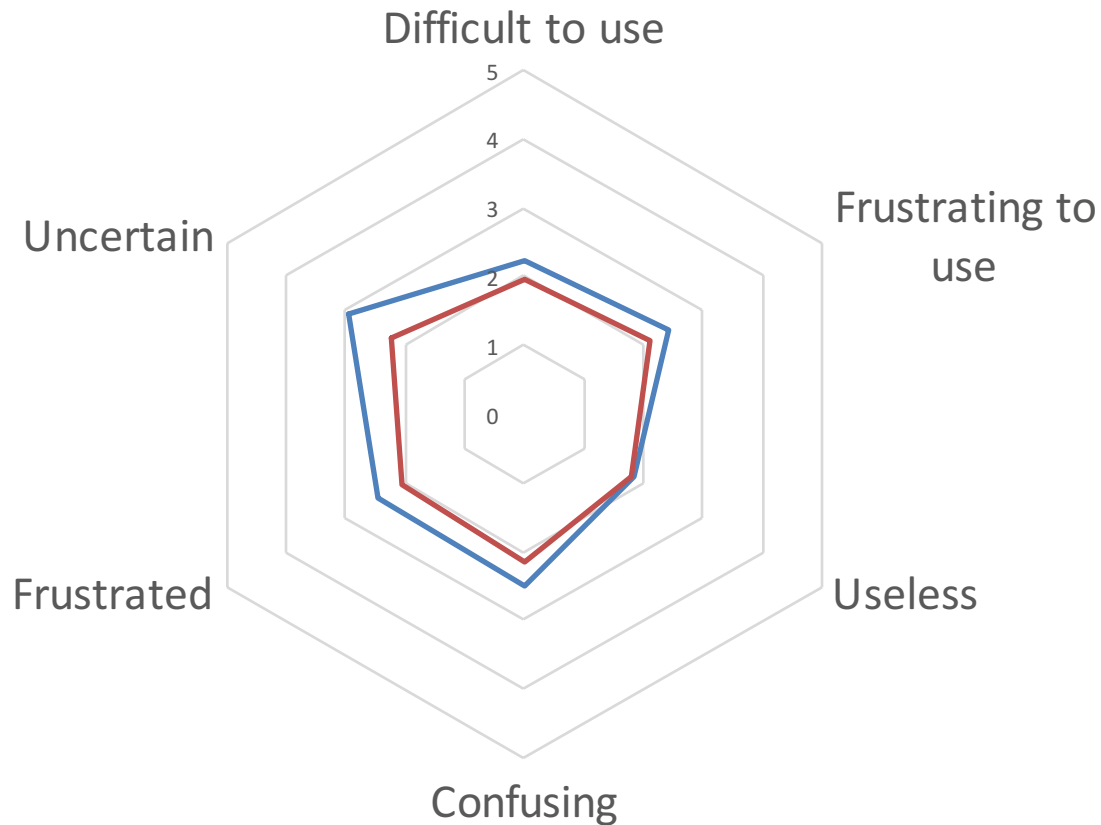 Difficult to use
5
4
3
2
1
0
Frustrating to
use
Useless
Confusing
Frustrated
Uncertain